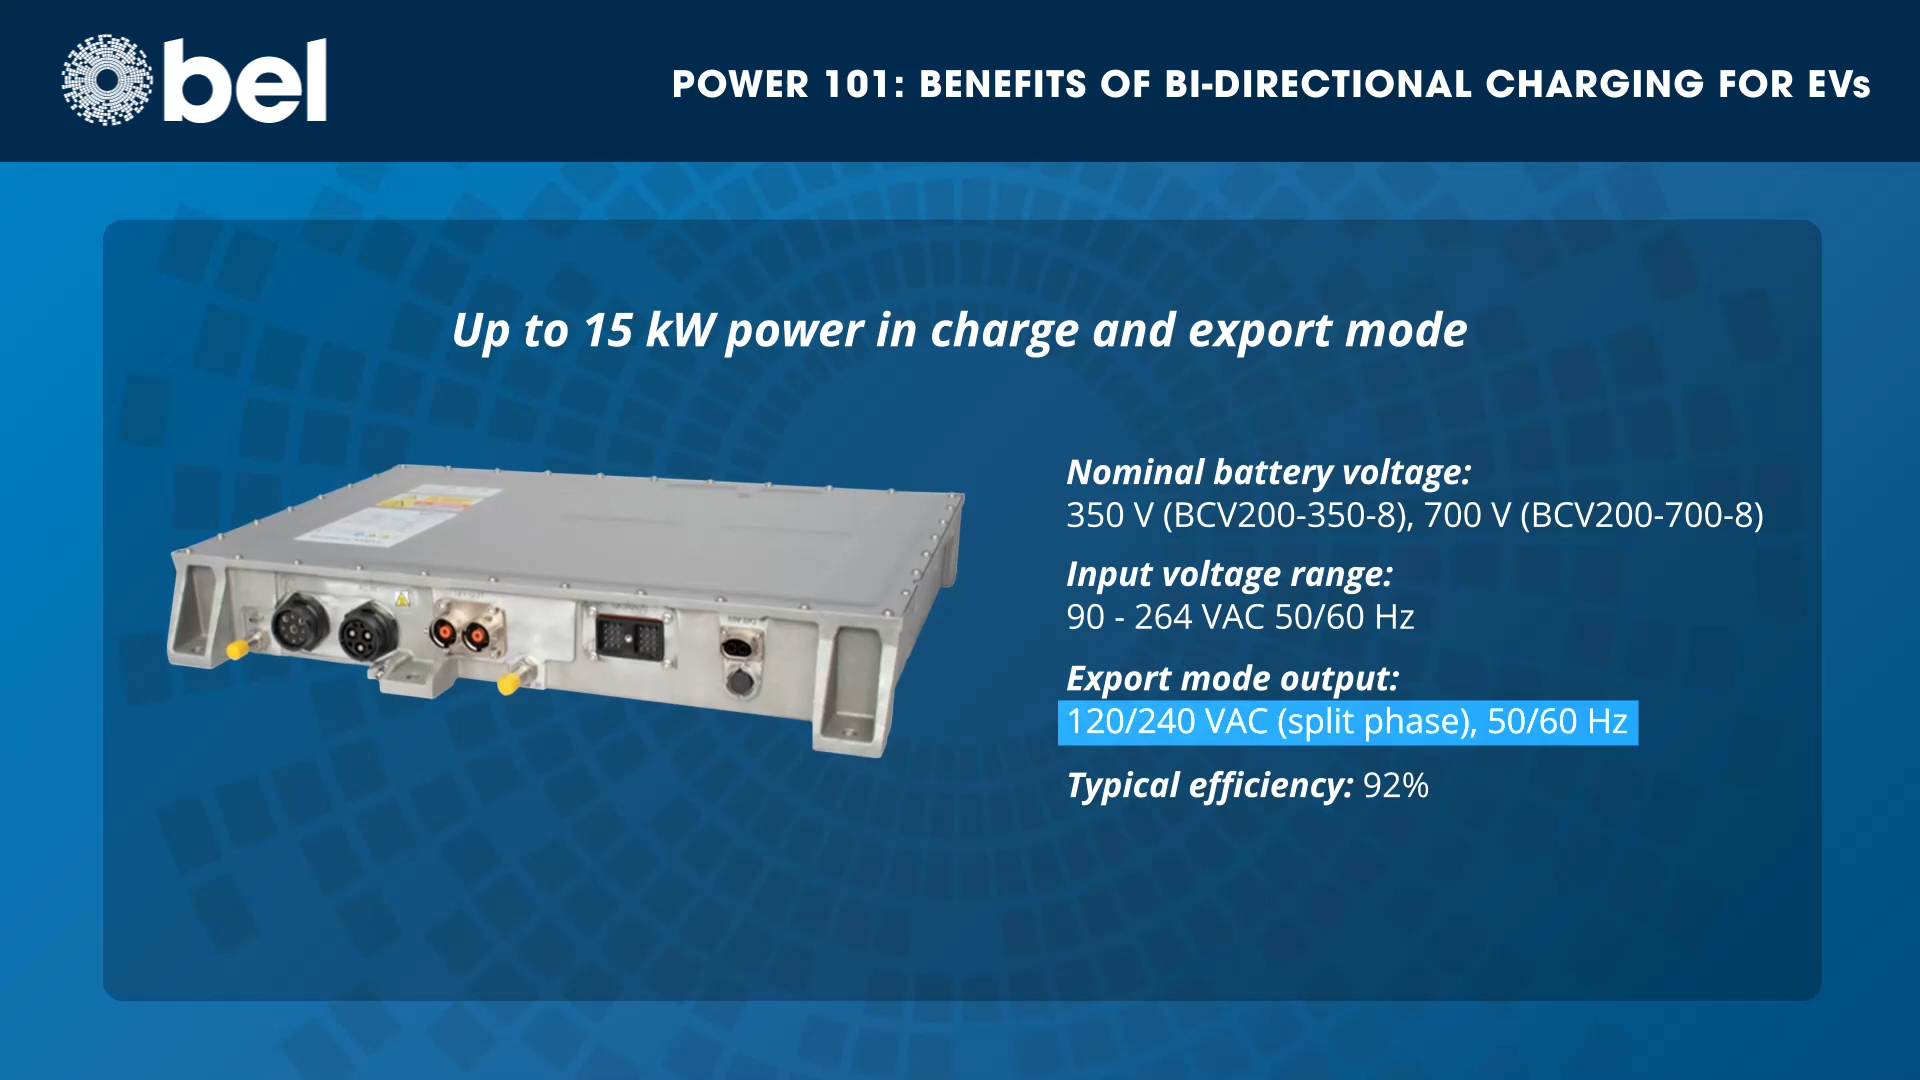 bel
POWER 101: BENEFITS OF BI-DIRECTIONAL CHARGING FOR EVs
Up to 15 kW power in charge and export mode
Nominal battery voltage:
350 V (BCV200-350-8), 700 V (BCV200-700-8)
Input voltage range:
90 - 264 VAC 50/60 Hz
Export mode output:
120/240 VAC (split phase), 50/60 Hz
Typical efficiency: 92%